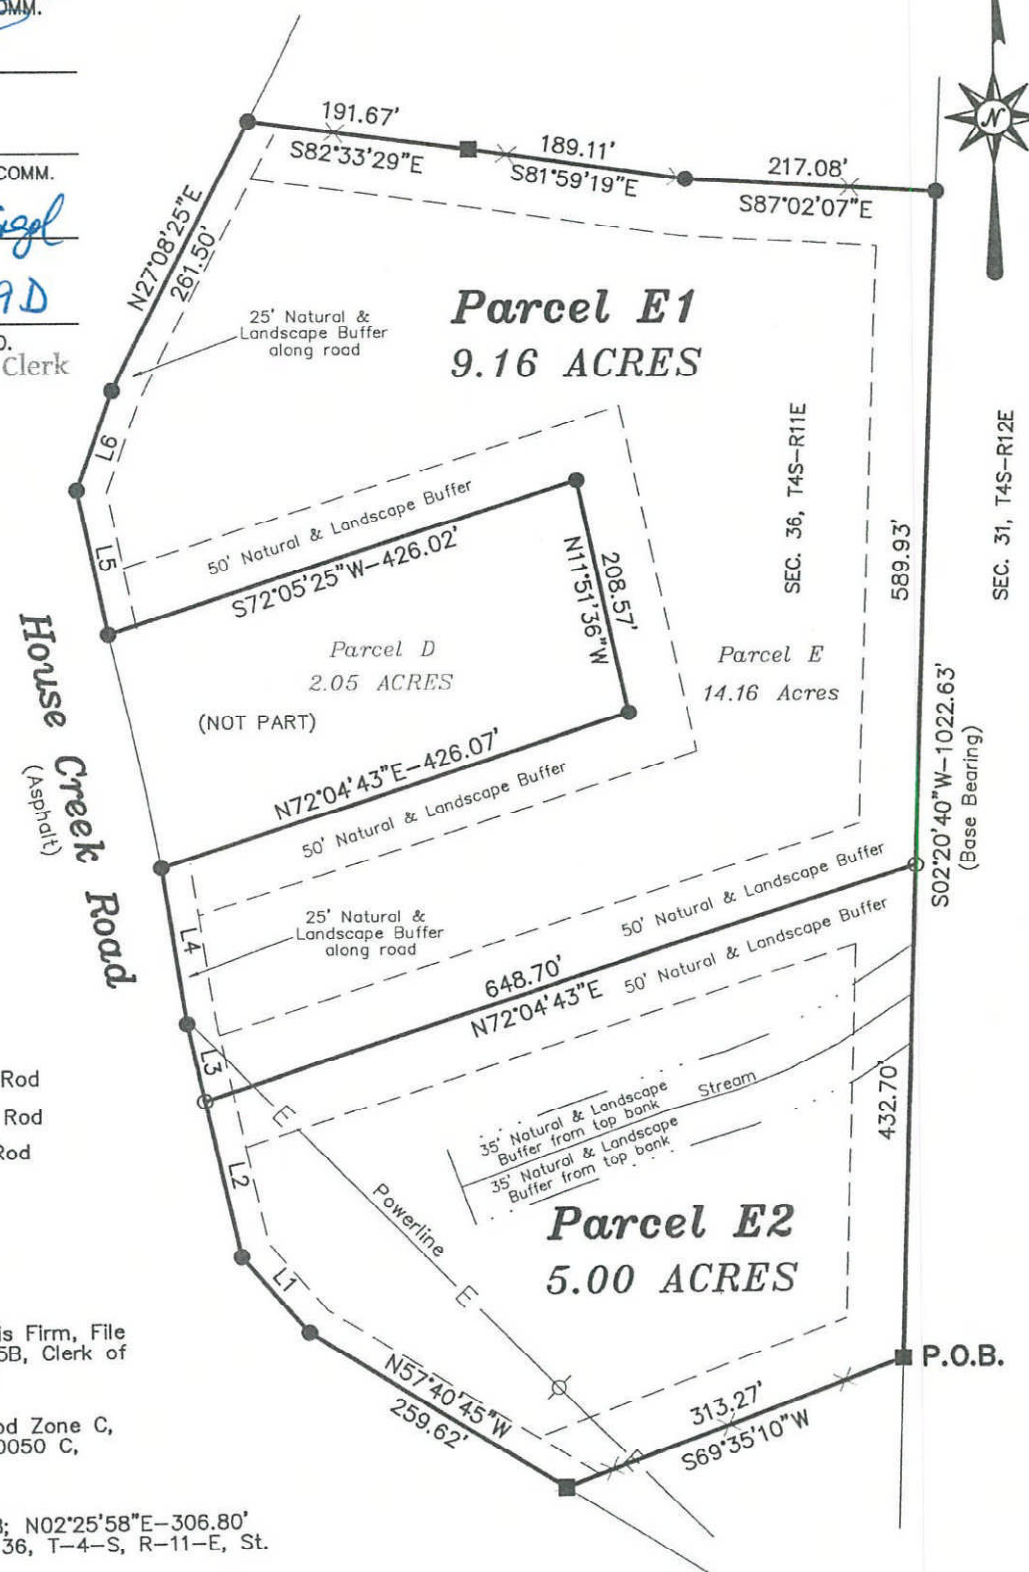 OMM.
COMM.
9D
D.
Clerk
N
191.67'
S82°33'29"E
189.11'
S81°59'19"E
217.08'
S87°02'07"E
N27°08'25"E
261.50'
25' Natural &
Landscape Buffer
along road
Parcel E1
9.16 ACRES
L6
L5
50' Natural & Landscape Buffer
S72°05'25"W-426.02'
208.57'
N11°51'36"W
SEC. 36, T4S-R11E
SEC. 31, T4S-R12E
589.93'
House Creek Road
(Asphalt)
Parcel D
2.05 ACRES
(NOT PART)
Parcel E
14.16 Acres
N72°04'43"E-426.07'
50' Natural & Landscape Buffer
S02°20'40"W-1022.63'
(Base Bearing)
L4
25' Natural &
Landscape Buffer
along road
50' Natural & Landscape Buffer
648.70'
N72°04'43"E
50' Natural & Landscape Buffer
L3
Rod
Rod
Rod
E
L2
35' Natural & Landscape
Buffer from top bank
Stream
35' Natural & Landscape
Buffer from top bank
432.70'
Powerline
E
Parcel E2
5.00 ACRES
L1
is Firm, File
5B, Clerk of
P.O.B.
N57°40'45"W
259.62'
313.27'
S69°35'10"W
E
od Zone C,
0050 C,
; N02°25'58"E-306.80'
36, T-4-S, R-11-E, St.